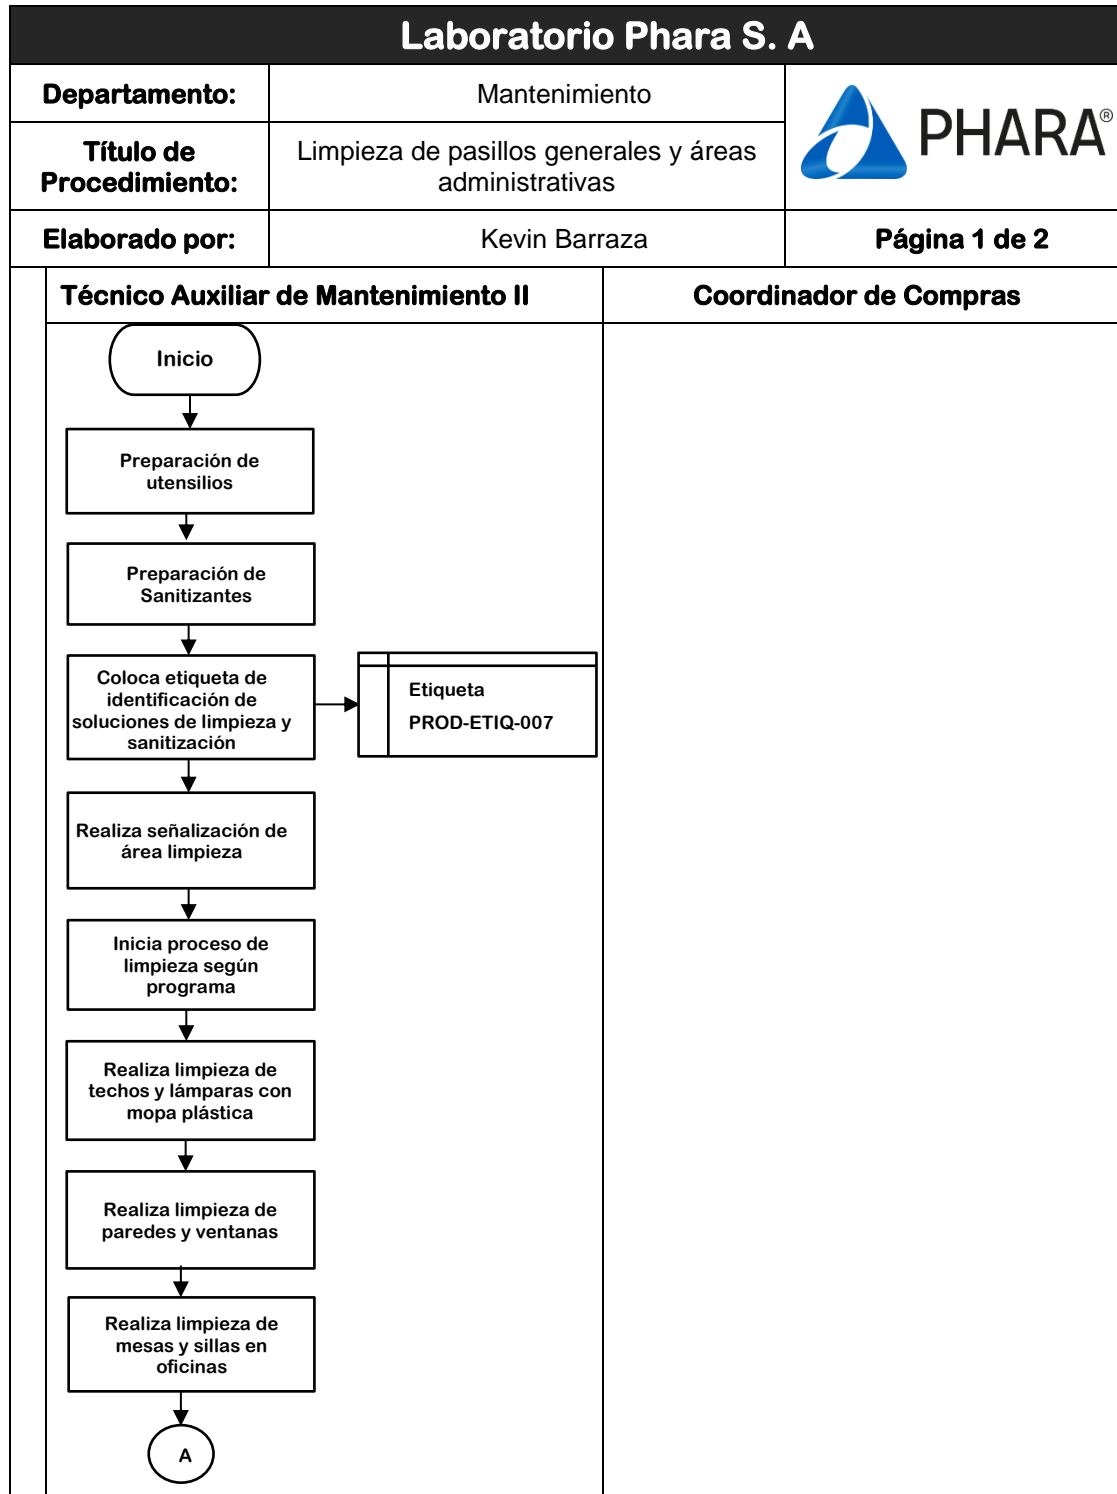 Laboratorio Phara S. A
Departamento:
Mantenimiento
PHARA®
Título de
Procedimiento:
Limpieza de pasillos generales y áreas
administrativas
Elaborado por:
Kevin Barraza
Página 1 de 2
Técnico Auxiliar de Mantenimiento II
Coordinador de Compras
Inicio
Preparación de
utensilios
Preparación de
Sanitizantes
Coloca etiqueta de
identificación de
soluciones de limpieza y
sanitización
Etiqueta
PROD-ETIQ-007
Realiza señalización de
área limpieza
Inicia proceso de
limpieza según
programa
Realiza limpieza de
techos y lámparas con
mopa plástica
Realiza limpieza de
paredes y ventanas
Realiza limpieza de
mesas y sillas en
oficinas
A